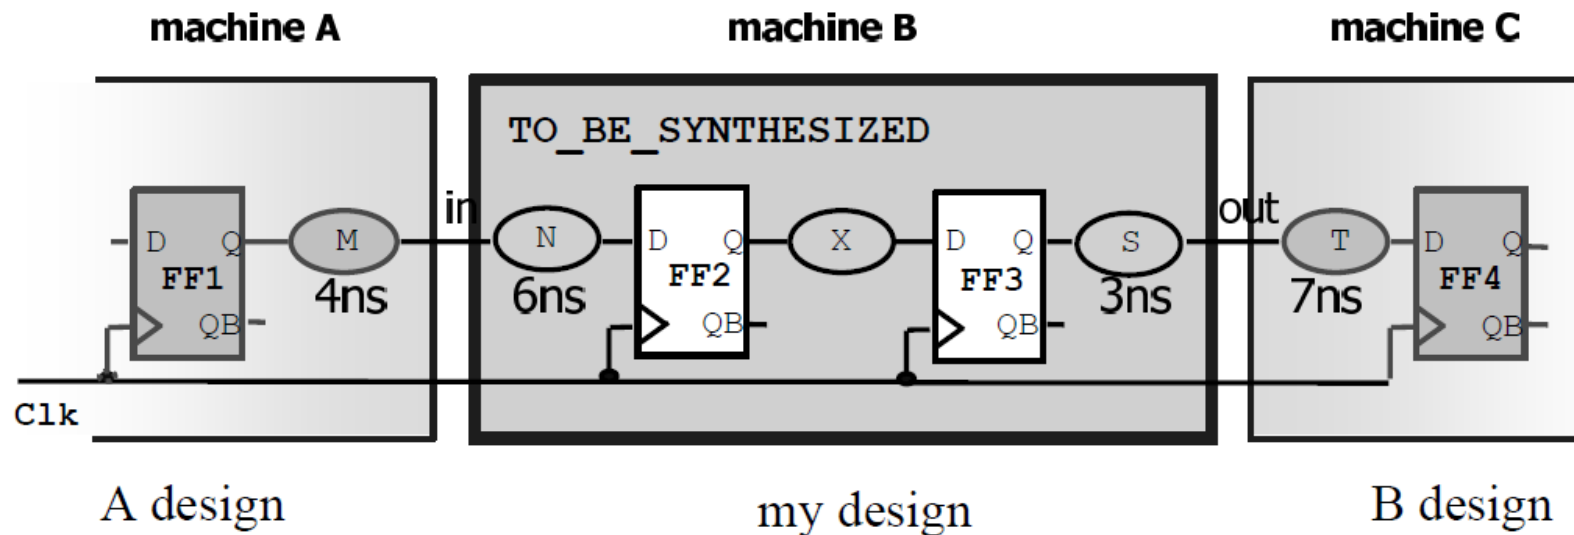 machine A
machine B
machine C
TO_BE_SYNTHESIZED
in
out
D Q
FF1
QB
M
4ns
N
6ns
D Q
FF2
QB
X
D Q
FF3
QB
S
3ns
T
7ns
D Q
FF4
QB
Clk
A design
my design
B design